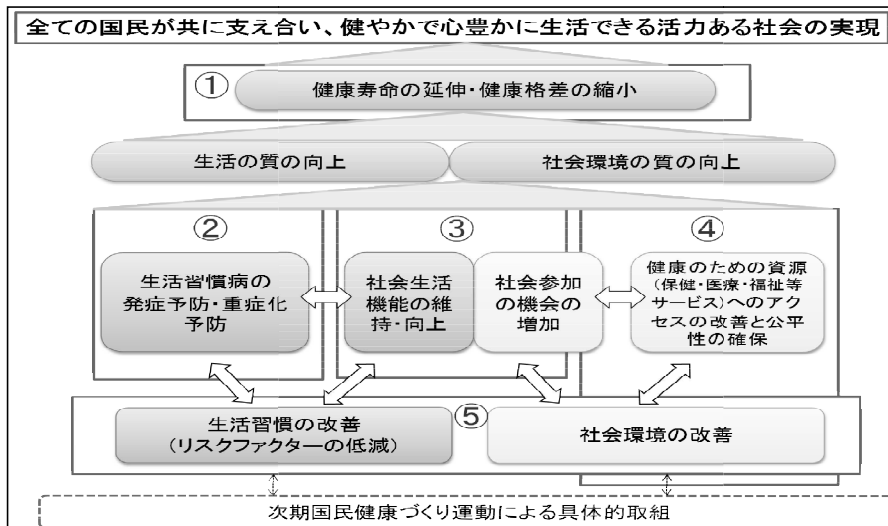 全ての国民が共に支え合い、健やかで心豊かに生活できる活力ある社会の実現
①
健康寿命の延伸・健康格差の縮小
生活の質の向上
社会環境の質の向上
②
生活習慣病の
発症予防・重症化
予防
③
社会生活
機能の維
持・向上
社会参加
の機会の
増加
④
健康のための資源
(保健・医療・福祉等
サービス)へのアク
セスの改善と公平
性の確保
⑤
生活習慣の改善
(リスクファクターの低減)
社会環境の改善
次期国民健康づくり運動による具体的取組